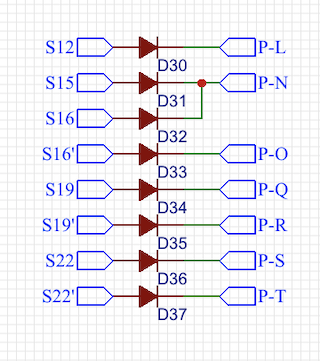 S12 P-L
D30
S15 P-N
D31
S16
D32
S16' P-O
D33
S19 P-Q
D34
S19' P-R
D35
S22 P-S
D36
S22' P-T
D37